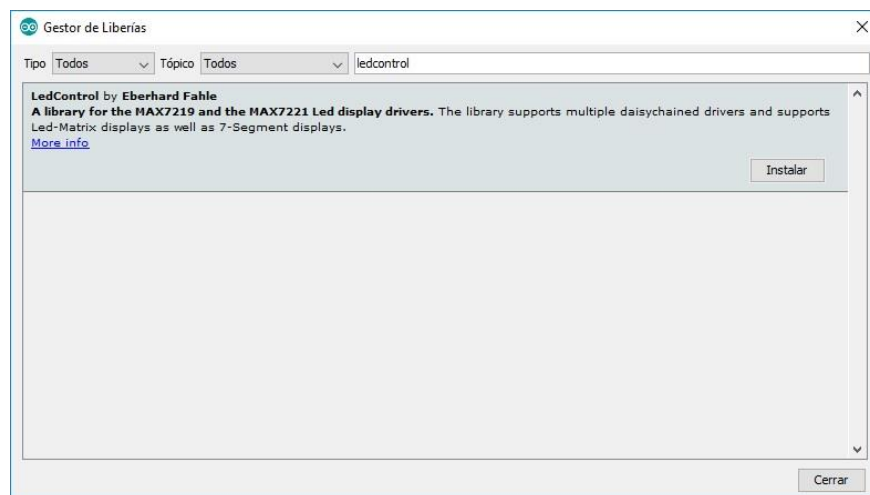 Gestor de Liberías
Tipo Todos Tópico Todos ledcontrol
LedControl by Eberhard Fahle
A library for the MAX7219 and the MAX7221 Led display drivers. The library supports multiple daisychained drivers and supports
Led-Matrix displays as well as 7-Segment displays.
More info
Instalar
Cerrar